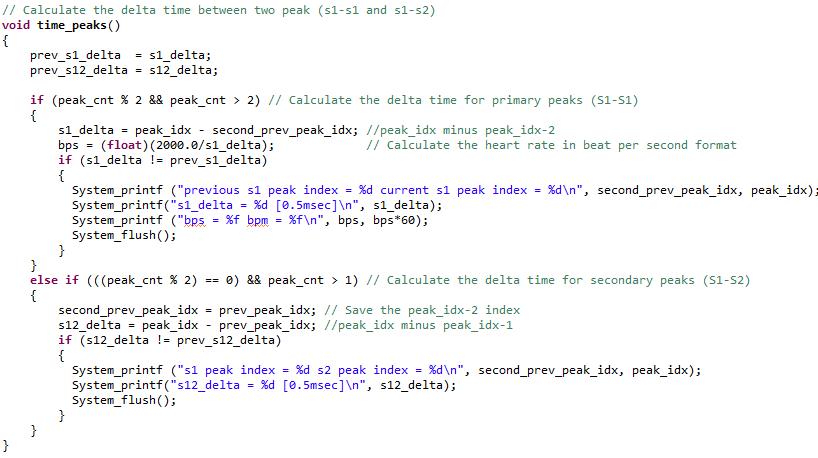 // Calculate the delta time between two peak (s1-s1 and s1-s2)
void time_peaks()
{
    prev_s1_delta  = s1_delta;
    prev_s12_delta = s12_delta;

    if (peak_cnt % 2 && peak_cnt > 2) // Calculate the delta time for primary peaks (S1-S1)
    {
        s1_delta = peak_idx - second_prev_peak_idx; //peak_idx minus peak_idx-2
        bps = (float)(2000.0/s1_delta);             // Calculate the heart rate in beat per second format
        if (s1_delta != prev_s1_delta)
        {
          System_printf ("previous s1 peak index = %d current s1 peak index = %d\n", second_prev_peak_idx, peak_idx);
          System_printf("s1_delta = %d [0.5msec]\n", s1_delta);
          System_printf ("bps = %f bpm = %f\n", bps, bps*60);
          System_flush();
        }
    }
    else if (((peak_cnt % 2) == 0) && peak_cnt > 1) // Calculate the delta time for secondary peaks (S1-S2)
    {
        second_prev_peak_idx = prev_peak_idx; // Save the peak_idx-2 index
        s12_delta = peak_idx - prev_peak_idx; //peak_idx minus peak_idx-1
        if (s12_delta != prev_s12_delta)
        {
          System_printf ("s1 peak index = %d s2 peak index = %d\n", second_prev_peak_idx, peak_idx);
          System_printf("s12_delta = %d [0.5msec]\n", s12_delta);
          System_flush();
        }
    }
}